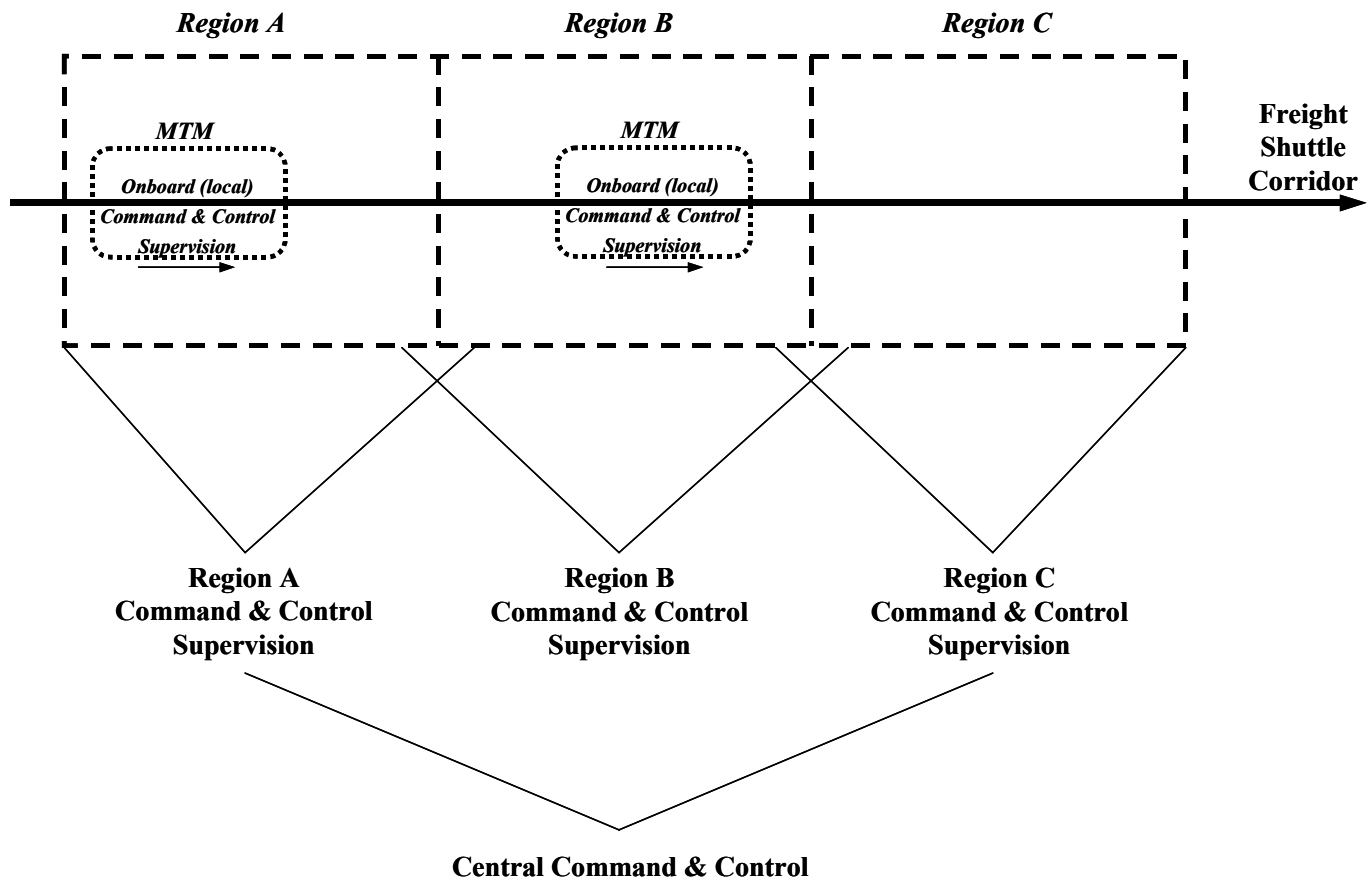 Region A
Region B
Region C
MTM
Onboard (local)
Command & Control
Supervision
MTM
Onboard (local)
Command & Control
Supervision
Freight
Shuttle
Corridor
Region A
Command & Control
Supervision
Region B
Command & Control
Supervision
Region C
Command & Control
Supervision
Central Command & Control